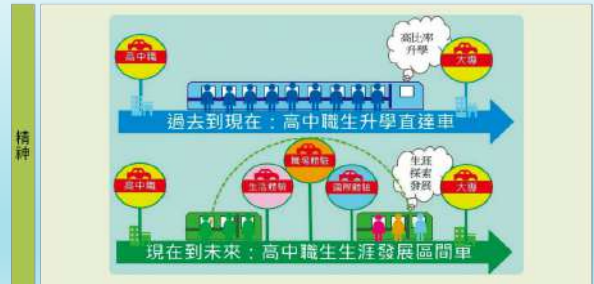 精神
高中職
高比率
升學
大專
過去到現在：高中職生升學直達車
高中職
生活體驗
職場體驗
國際體驗
生涯
探索
發展
大專
現在到未來：高中職生生涯發展區間車